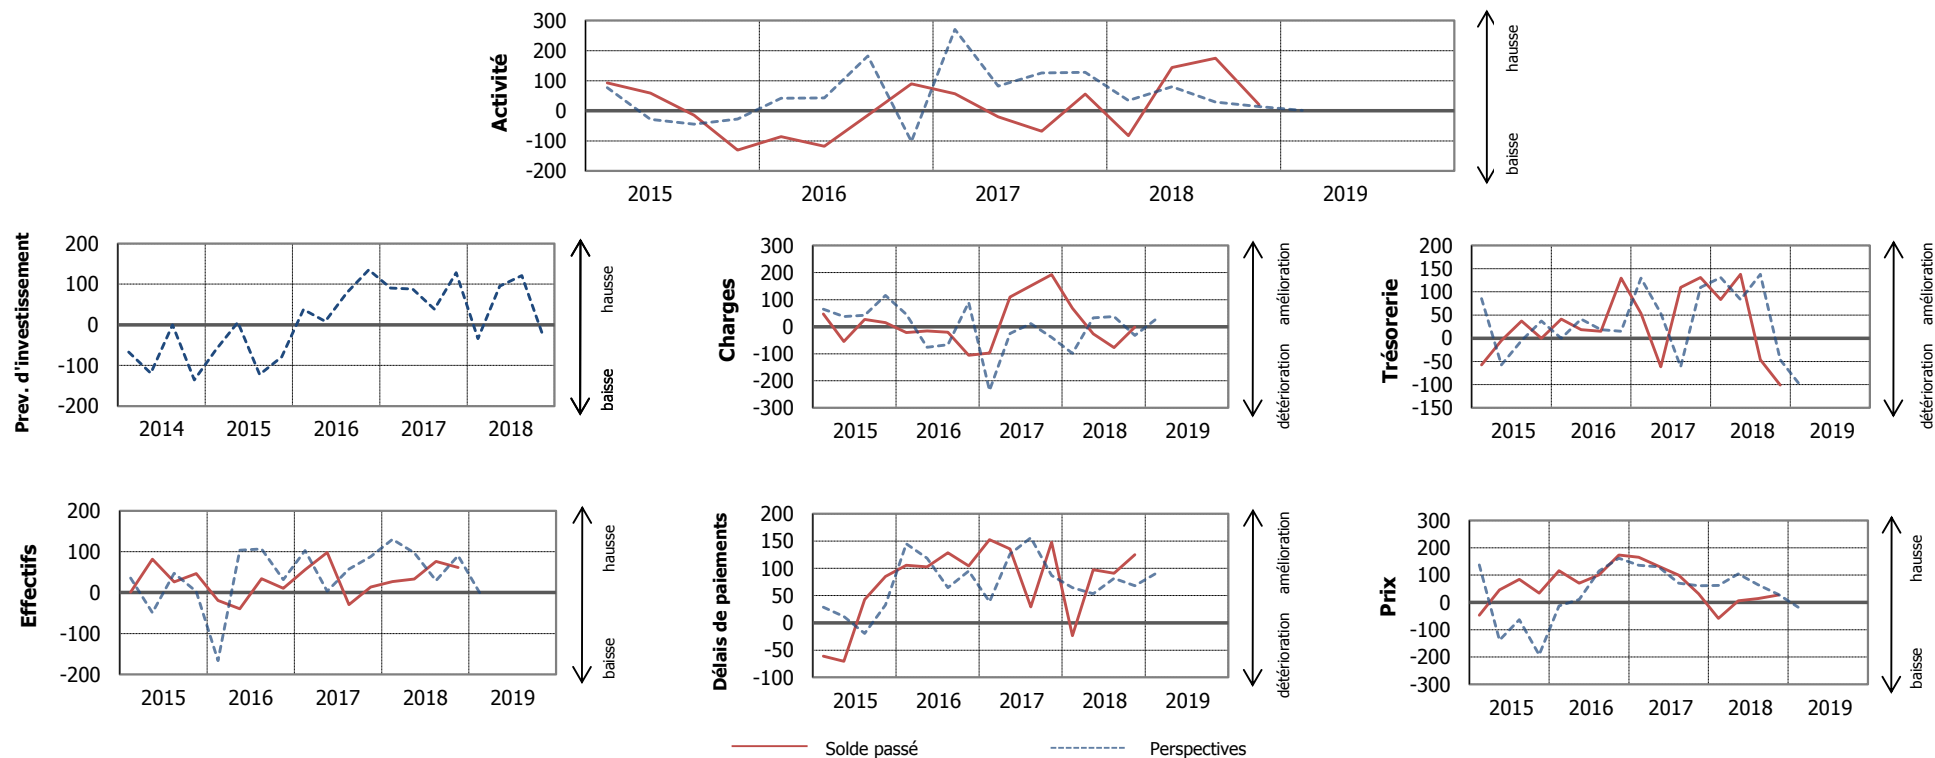 Activité
300
200
100
0
-100
-200
2015 2016 2017 2018 2019
hausse
baisse
Prev. d'investissement
200
100
0
-100
-200
2014 2015 2016 2017 2018
hausse
baisse
Charges
300
200
100
0
-100
-200
-300
2015 2016 2017 2018 2019
amélioration
détérioration
Trésorerie
200
150
100
50
0
-50
-100
-150
2015 2016 2017 2018 2019
amélioration
détérioration
Effectifs
200
100
0
-100
-200
2015 2016 2017 2018 2019
hausse
baisse
Délais de paiements
200
150
100
50
0
-50
-100
2015 2016 2017 2018 2019
amélioration
détérioration
Prix
300
200
100
0
-100
-200
-300
2015 2016 2017 2018 2019
hausse
baisse
Solde passé
Perspectives